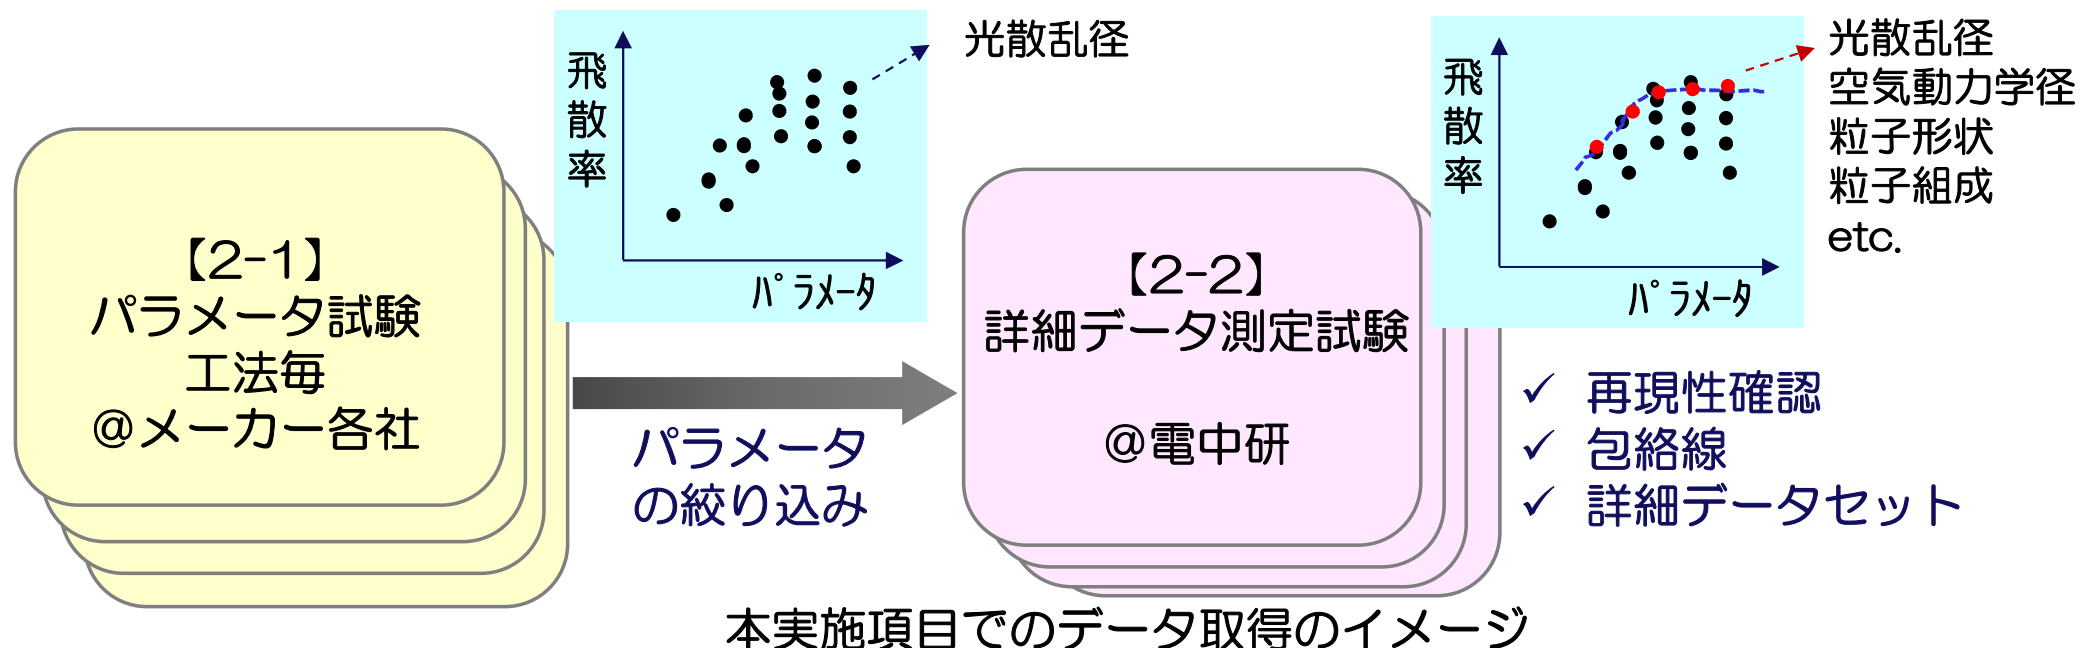 飛散率
光散乱径
ﾊﾟﾗﾒｰﾀ
【2-1】
パラメータ試験
工法毎
@メーカー各社
パラメータ
の絞り込み
【2-2】
詳細データ測定試験
@電中研
飛散率
ﾊﾟﾗﾒｰﾀ
光散乱径
空気動力学径
粒子形状
粒子組成
etc.
✓ 再現性確認
✓ 包絡線
✓ 詳細データセット
本実施項目でのデータ取得のイメージ